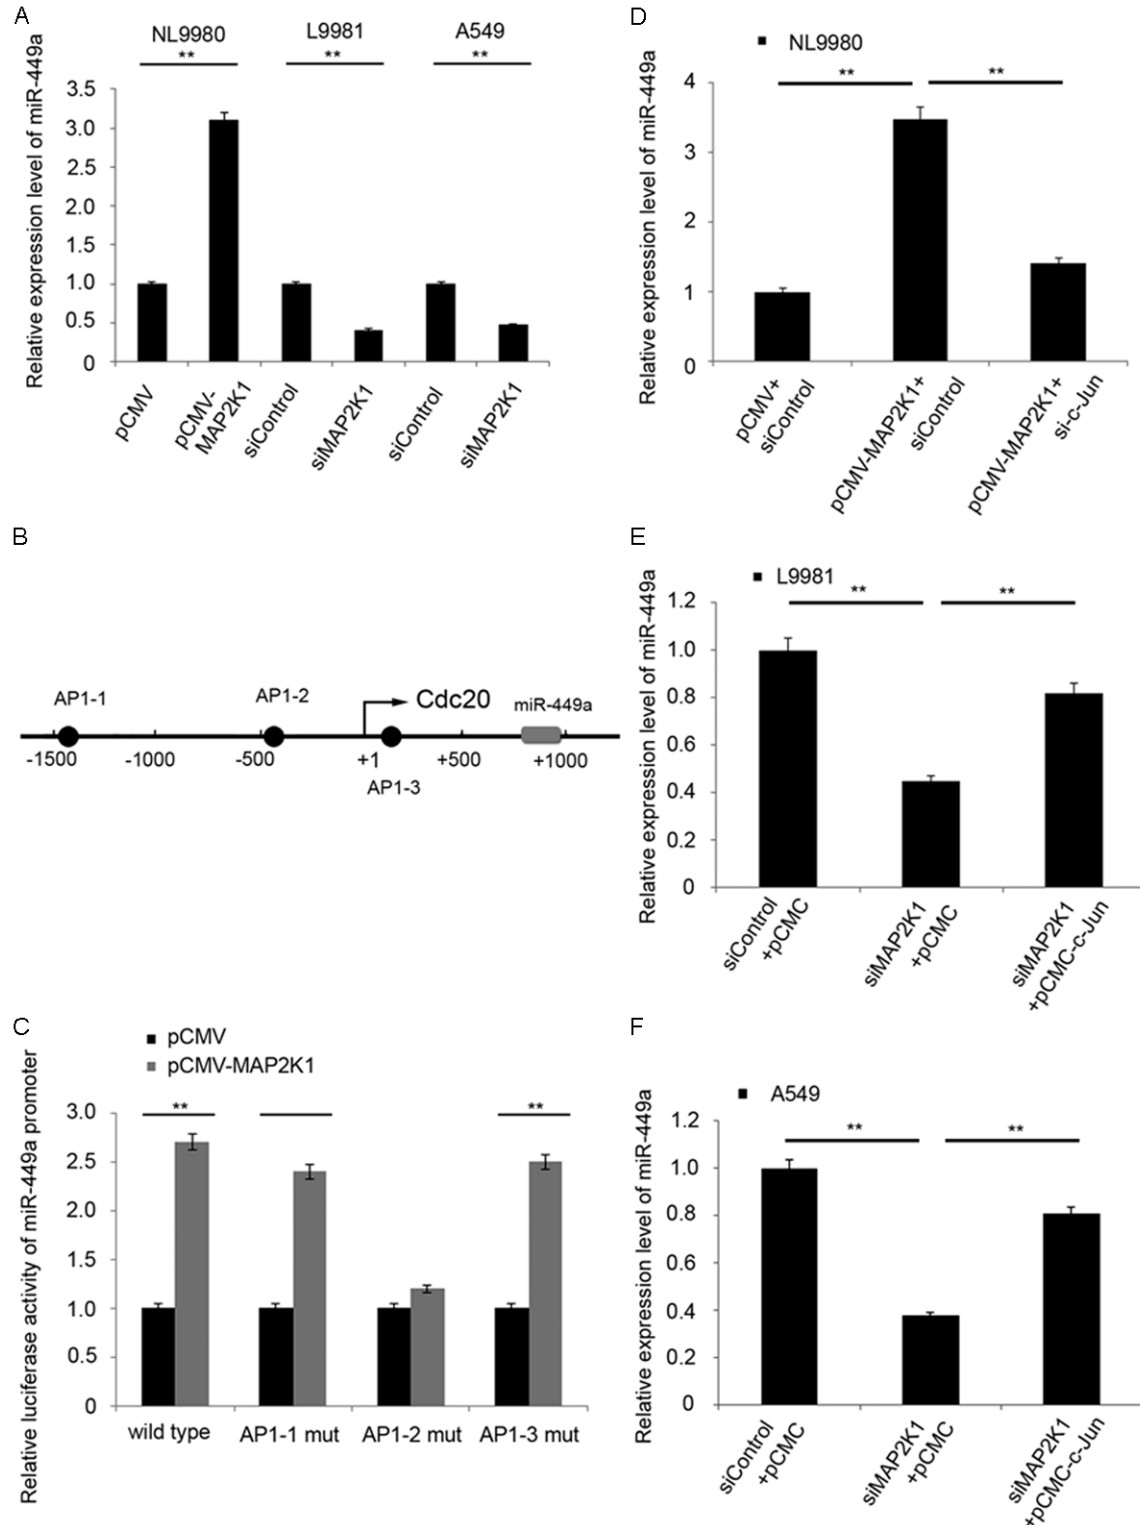 A
NL9980
L9981
A549
**
**
**
Relative expression level of miR-449a
3.5
3.0
2.5
2.0
1.5
1.0
0.5
0
pCMV
pCMV-
MAP2K1
siControl
siMAP2K1
siControl
siMAP2K1
B
AP1-1
AP1-2
Cdc20
miR-449a
-1500
-1000
-500
+1
+500
+1000
AP1-3
C
pCMV
pCMV-MAP2K1
Relative luciferase activity of miR-449a promoter
**
**
3.0
2.5
2.0
1.5
1.0
0.5
0
wild type
AP1-1 mut
AP1-2 mut
AP1-3 mut
D
NL9980
**
**
Relative expression level of miR-449a
4
3
2
1
0
pCMV+
siControl
pCMV-MAP2K1+
siControl
pCMV-MAP2K1+
si-c-Jun
E
L9981
**
**
Relative expression level of miR-449a
1.2
1.0
0.8
0.6
0.4
0.2
0
siControl
+pCMC
siMAP2K1
+pCMC
siMAP2K1
+pCMC-c-Jun
F
A549
**
**
Relative expression level of miR-449a
1.2
1.0
0.8
0.6
0.4
0.2
0
siControl
+pCMC
siMAP2K1
+pCMC
siMAP2K1
+pCMC-c-Jun